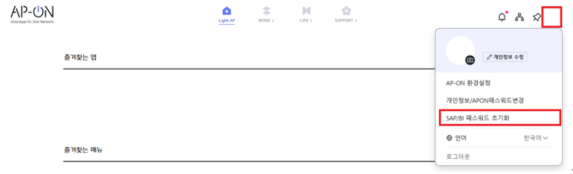 AP-ON
Amorepacific One Network
Light AP
WORK >
LIFE >
SUPPORT >
즐겨찾는 앱
개인정보 수정
AP-ON 환경설정
개인정보/APON패스워드변경
SAP/BI 패스워드 초기화
언어
한국어
로그아웃
즐겨찾는 메뉴